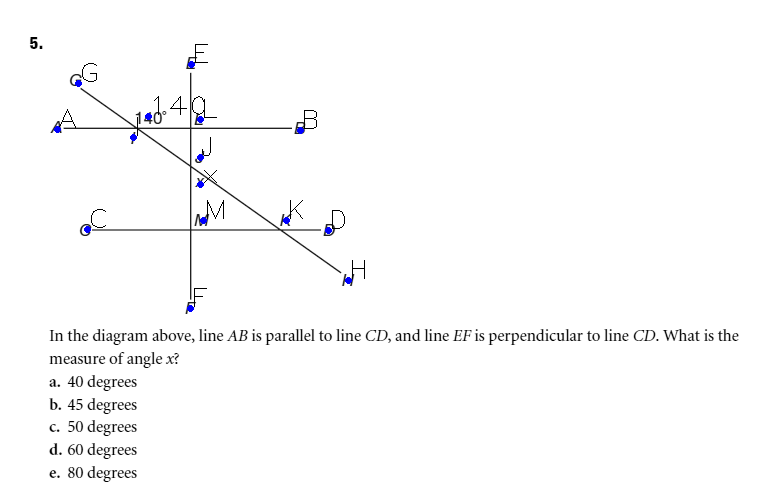 5.
E
E
G
G
140
140°
A
A
L
L
B
B
I
J
J
x
X
M
M
K
K
C
C
D
D
H
H
F
F
In the diagram above, line AB is parallel to line CD, and line EF is perpendicular to line CD. What is the
measure of angle x?
a. 40 degrees
b. 45 degrees
c. 50 degrees
d. 60 degrees
e. 80 degrees